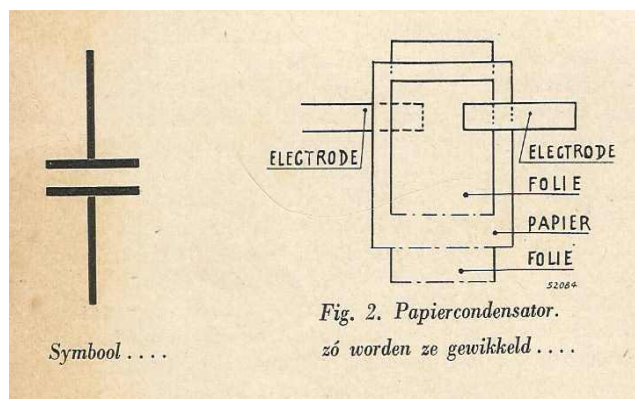 ELECTRODE
ELECTRODE
FOLIE
PAPIER
FOLIE
52084
Fig. 2. Papiercondensator.
Symbool . . . .
zó worden ze gewikkeld . . . .